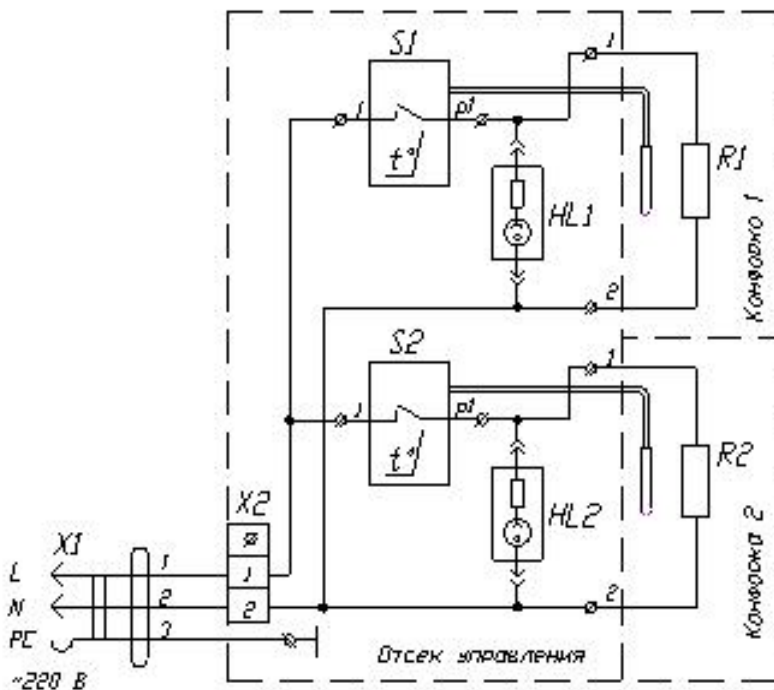 S1
1
1
p1
t°
HL1
R1
Конфорка 1
2
S2
1
1
p1
t°
HL2
R2
Конфорка 2
X2
X1
L
1
1
N
2
2
2
PC
3
~220 В
Отсек управления